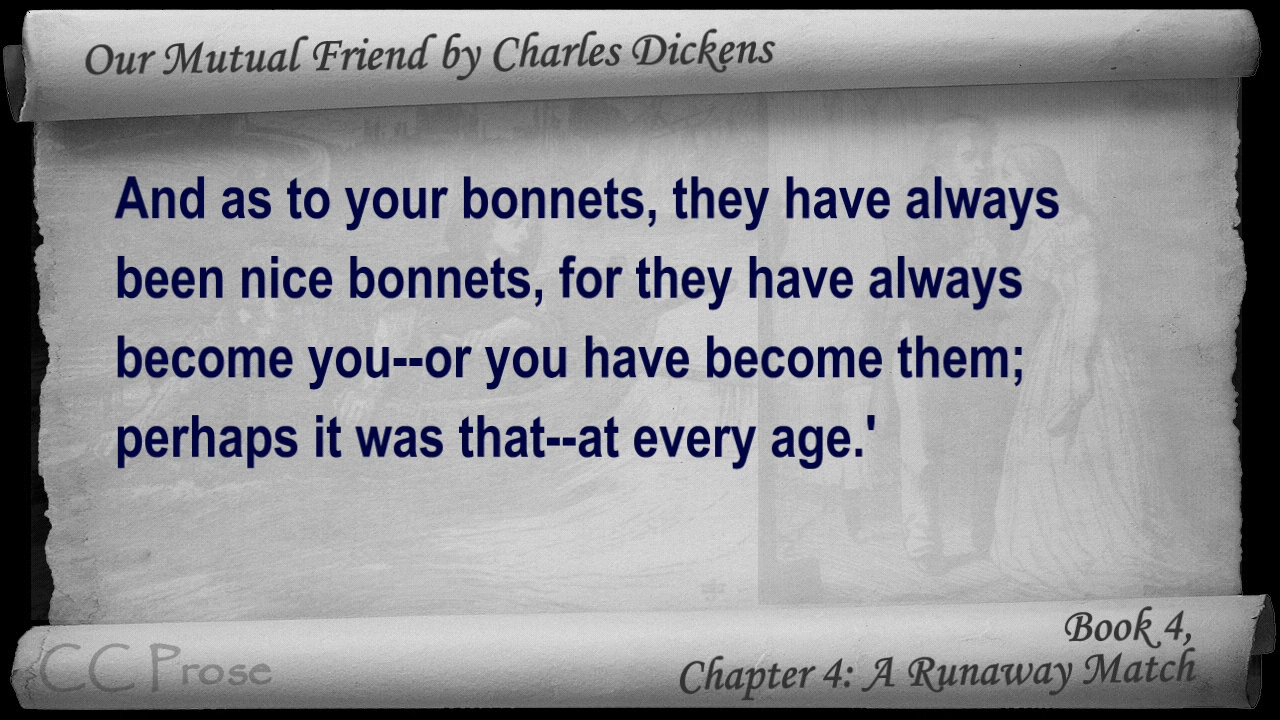 Our Mutual Friend by Charles Dickens
And as to your bonnets, they have always
been nice bonnets, for they have always
become you--or you have become them;
perhaps it was that--at every age.'
Book 4,
CC Prose
Chapter 4: A Runaway Match